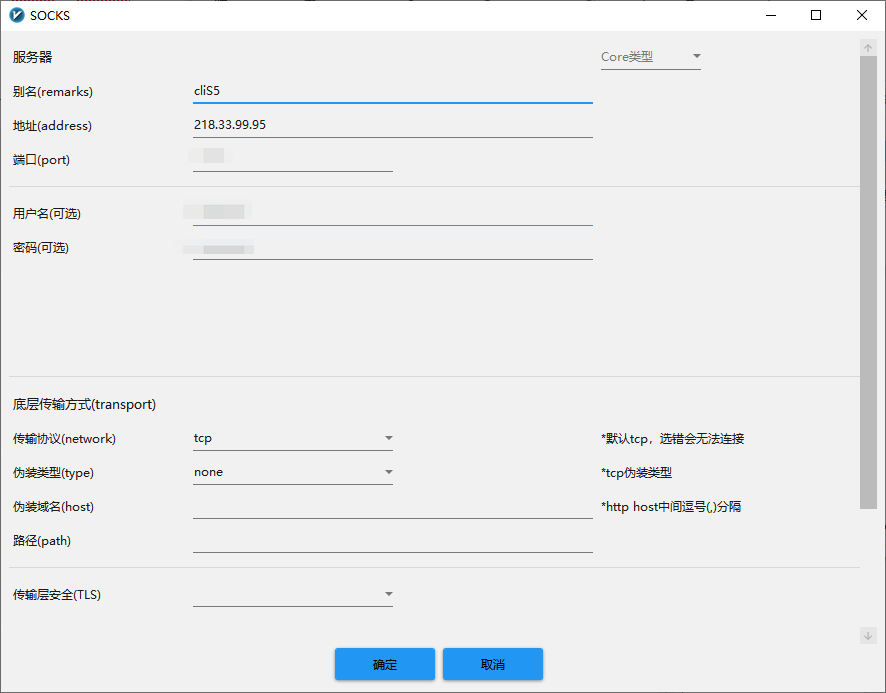 SOCKS
服务器
Core类型
别名(remarks)
cliS5
地址(address)
218.33.99.95
端口(port)
用户名(可选)
密码(可选)
底层传输方式(transport)
传输协议(network)
tcp
*默认tcp，选错会无法连接
伪装类型(type)
none
*tcp伪装类型
伪装域名(host)
*http host中间逗号(,)分隔
路径(path)
传输层安全(TLS)
确定
取消